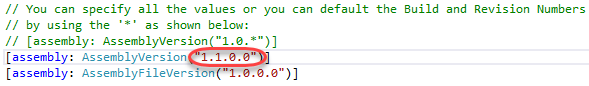 // You can specify all the values or you can default the Build and Revision Numbers
// by using the '*' as shown below:
// [assembly: AssemblyVersion("1.0.*")]
[assembly: AssemblyVersion("1.1.0.0")]
[assembly: AssemblyFileVersion("1.0.0.0")]